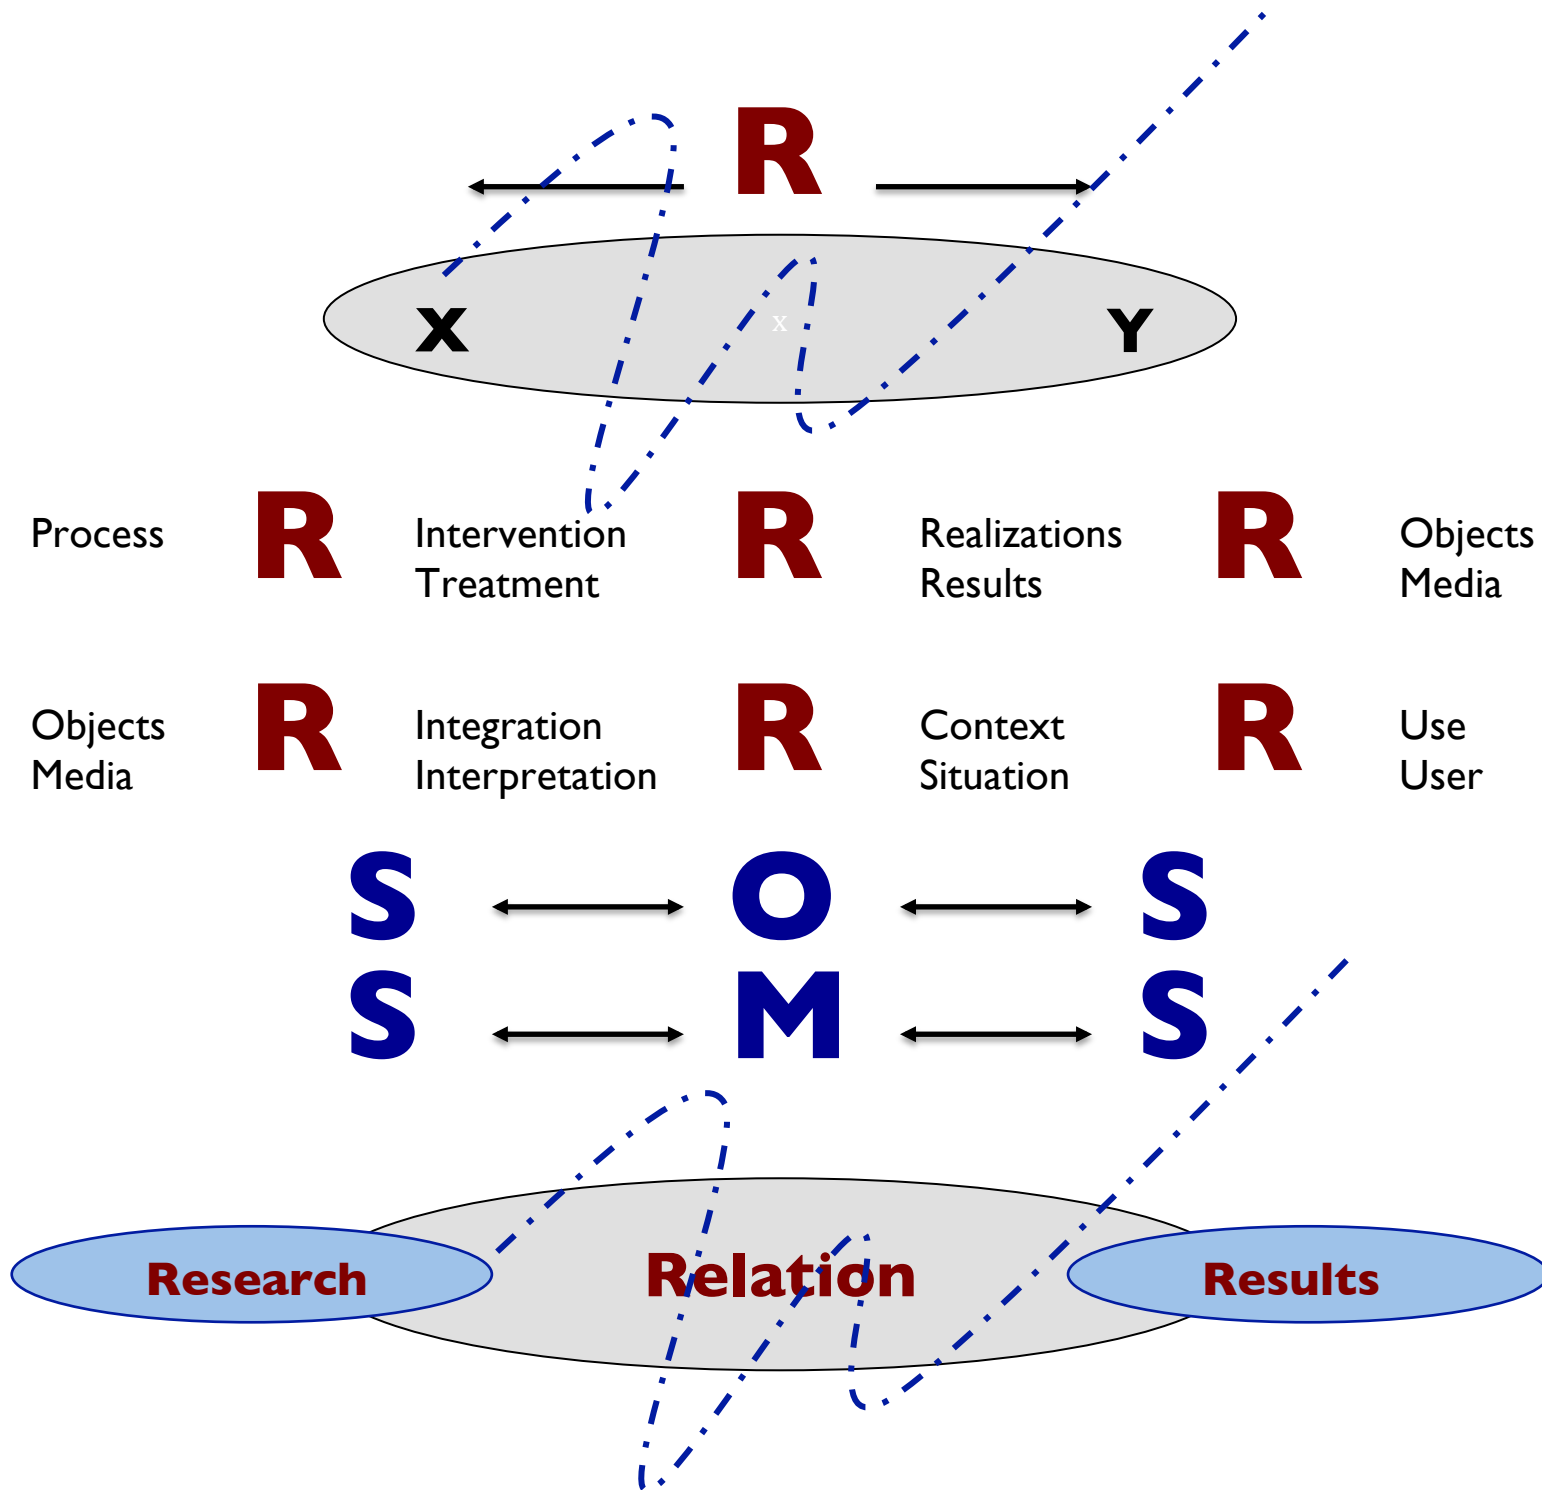 R
X x Y
Process R Intervention R Realizations R Objects
Treatment Results Media
Objects R Integration R Context R Use
Media Interpretation Situation User
S O S
S M S
Research Relation Results